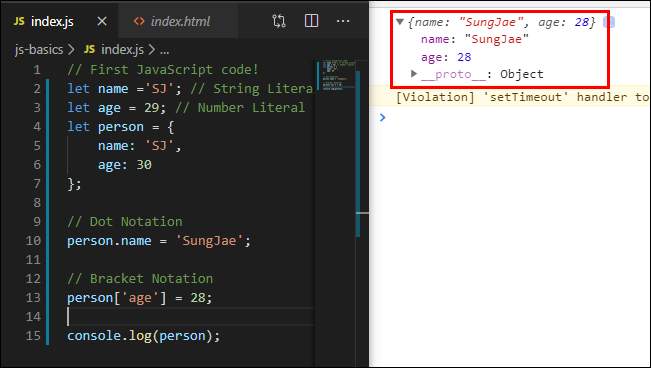 JS index.js
<> index.html
js-basics > JS index.js > ...
1 // First JavaScript code!
2 let name ='SJ'; // String Litera
3 let age = 29; // Number Literal
4 let person = {
5 name: 'SJ',
6 age: 30
7 };
8
9 // Dot Notation
10 person.name = 'SungJae';
11
12 // Bracket Notation
13 person['age'] = 28;
14
15 console.log(person);
▼{name: "SungJae", age: 28} i
name: "SungJae"
age: 28
▶__proto__: Object
[Violation] 'setTimeout' handler to
>